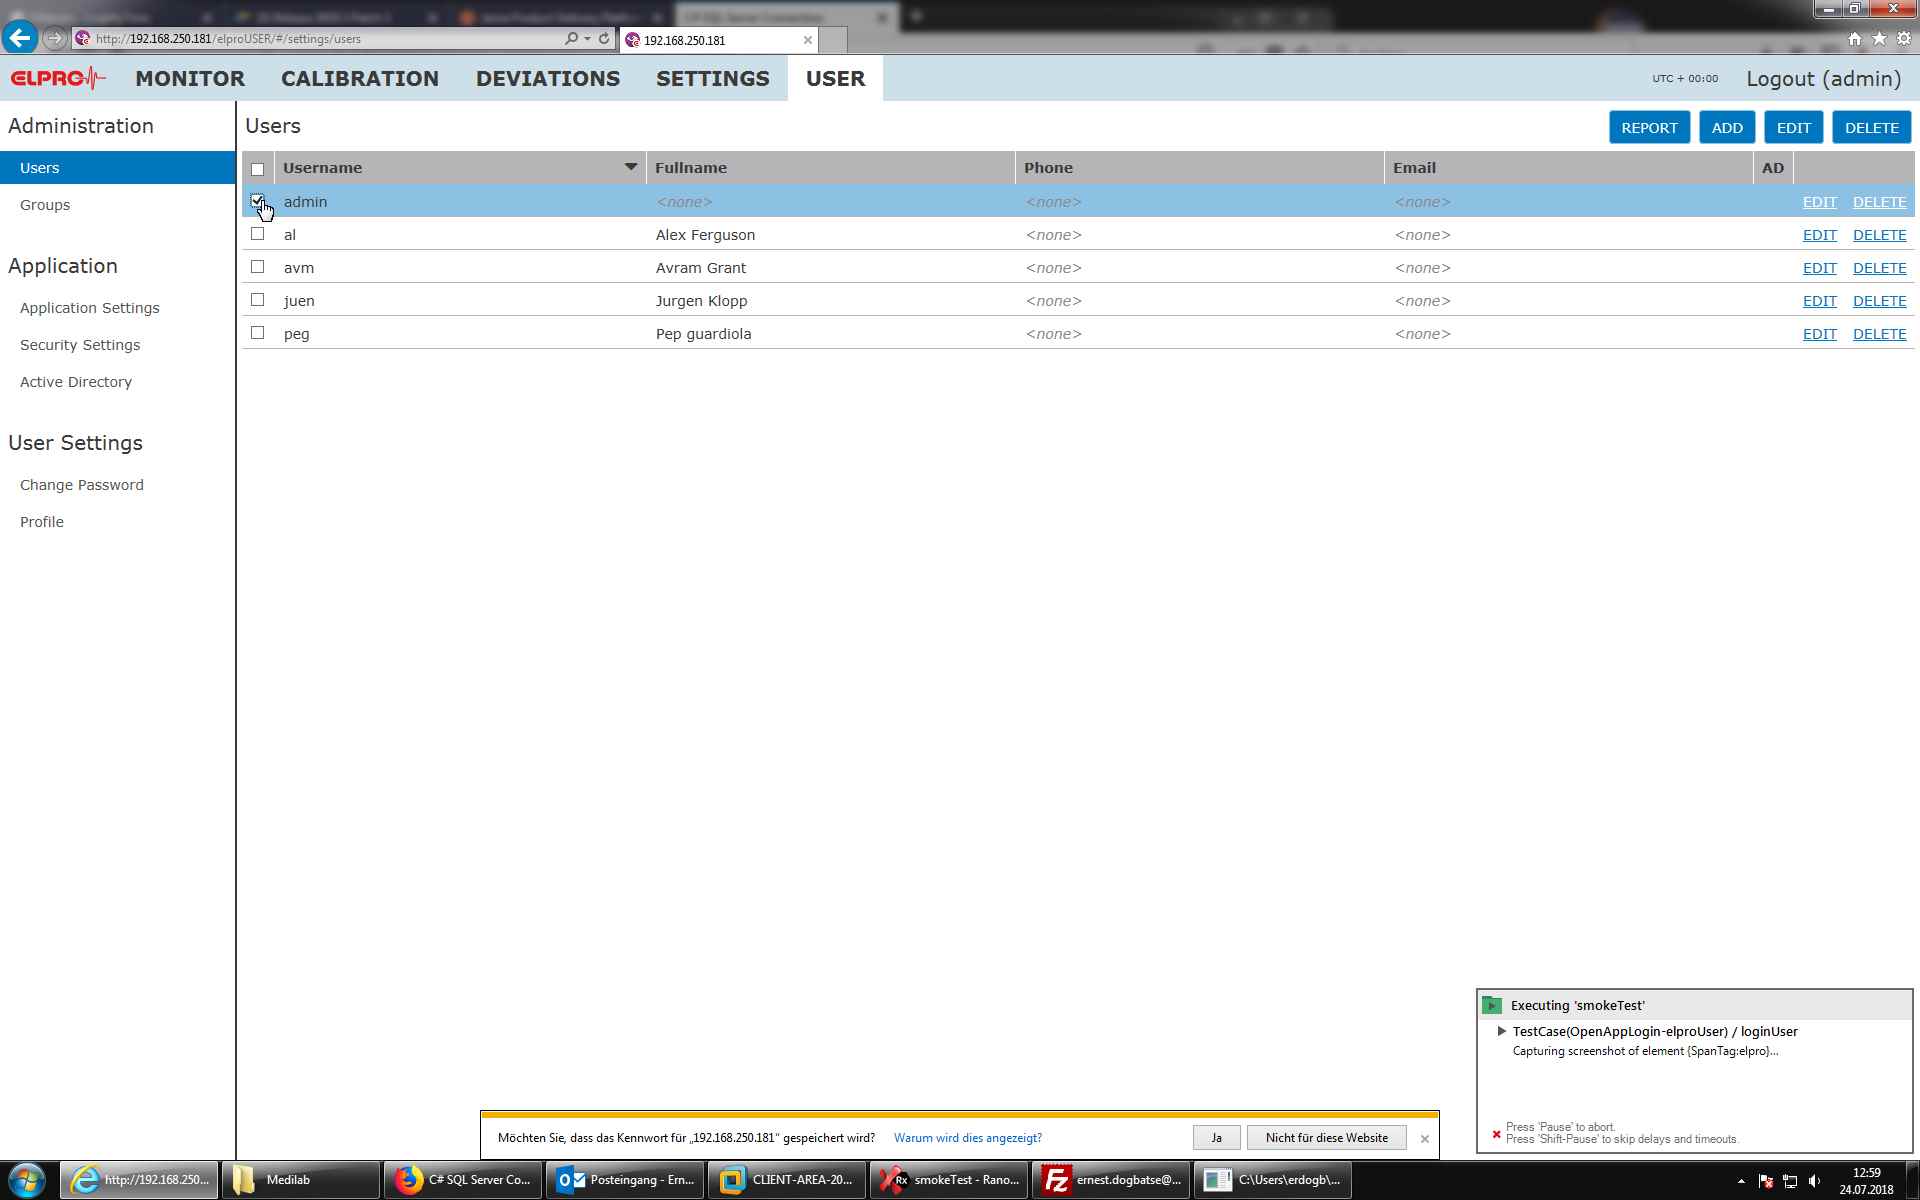 http://192.168.250.181/elproUSER/#/settings/users
192.168.250.181
ELPRO
MONITOR CALIBRATION DEVIATIONS SETTINGS USER
UTC + 00:00
Logout (admin)
Administration
Users
Groups
Application
Application Settings
Security Settings
Active Directory
User Settings
Change Password
Profile
Users
REPORT ADD EDIT DELETE
Username Fullname Phone Email AD
admin <none> <none> <none> EDIT DELETE
al Alex Ferguson <none> <none> EDIT DELETE
avm Avram Grant <none> <none> EDIT DELETE
juen Jurgen Klopp <none> <none> EDIT DELETE
peg Pep guardiola <none> <none> EDIT DELETE
Executing 'smokeTest'
TestCase(OpenAppLogin-elproUser) / loginUser
Capturing screenshot of element {SpanTag:elpro}...
Press 'Pause' to abort.
Press 'Shift-Pause' to skip delays and timeouts.
Möchten Sie, dass das Kennwort für „192.168.250.181“ gespeichert wird? Warum wird dies angezeigt? Ja Nicht für diese Website
http://192.168.250... Medilab C# SQL Server Co... Posteingang - Ern... CLIENT-AREA-20... smokeTest - Rano... ernest.dogbatse@... C:\Users\erdogb\...
12:59
24.07.2018